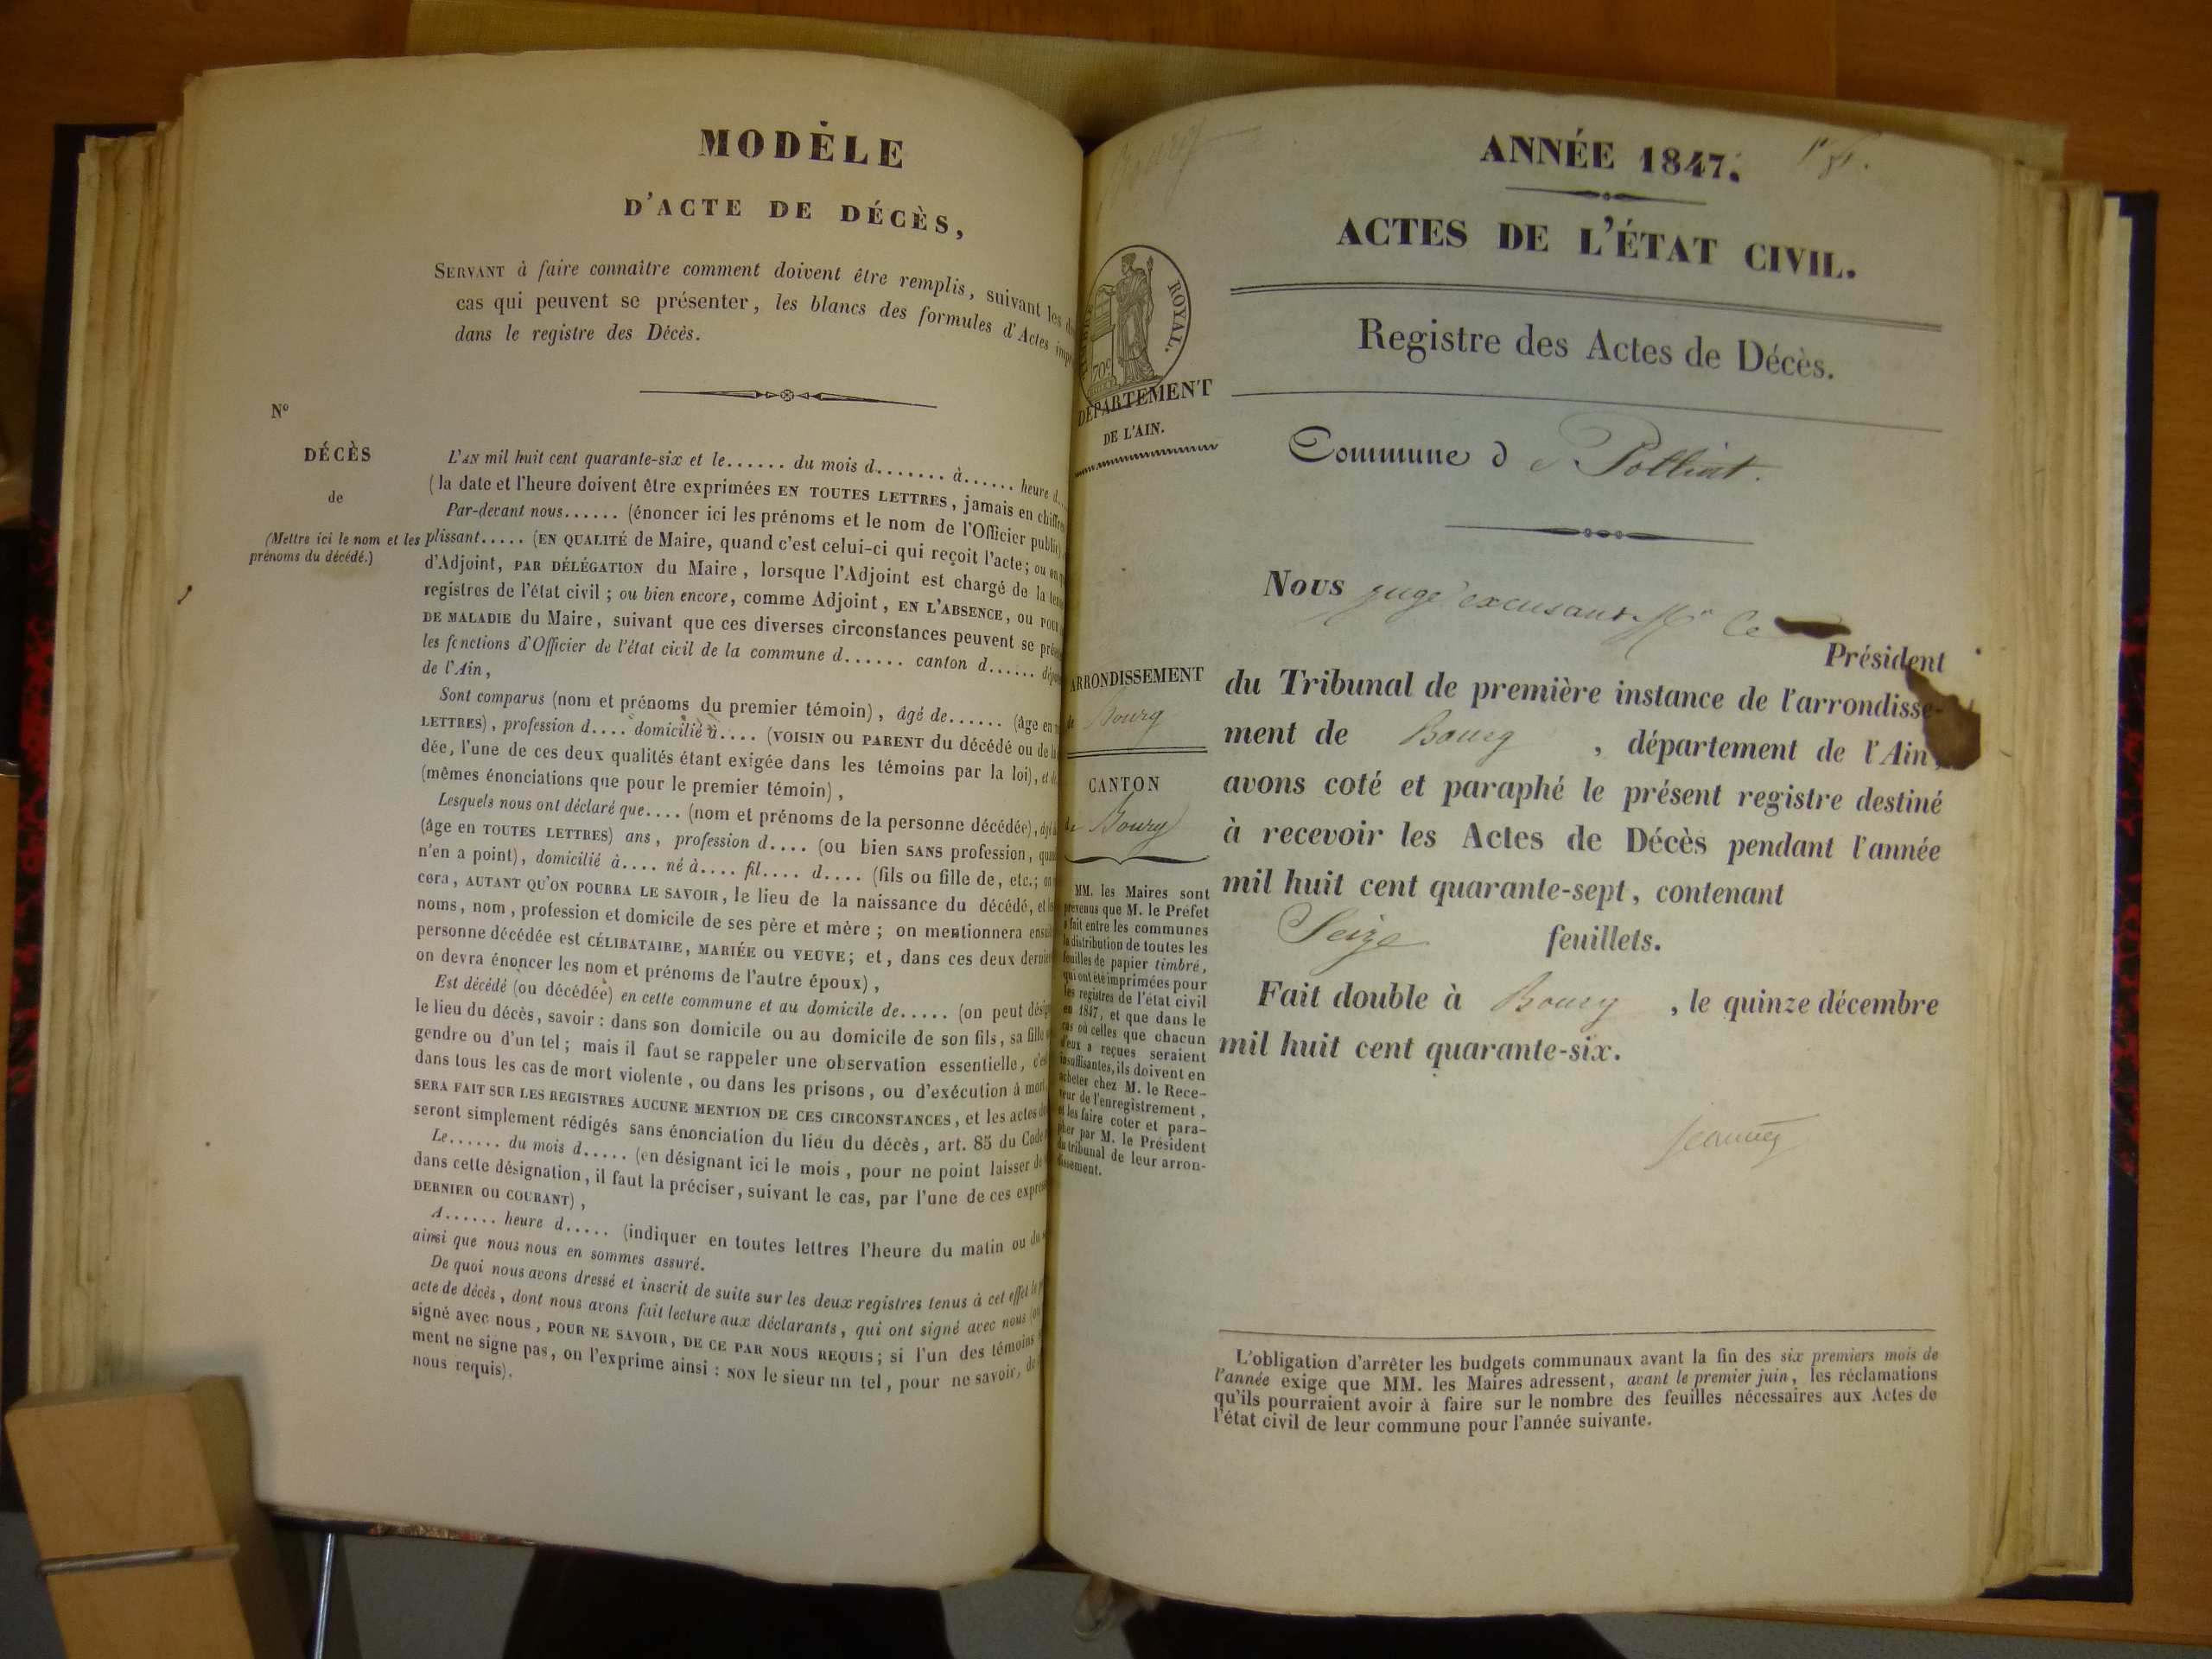 MODÈLE
D'ACTE DE DÉCÈS,
SERVANT à faire connaître comment doivent être remplis, suivant les
cas qui peuvent se présenter, les blancs des formules d'Actes
dans le registre des Décès.
N°
DÉCÈS
de
(Mettre ici le nom et les
prénoms du décédé.)
L'AN mil huit cent quarante-six et le...... du mois d....... à...... heure d...
(la date et l'heure doivent être exprimées EN TOUTES LETTRES, jamais en chiffres
Par-devant nous...... (énoncer ici les prénoms et le nom de l'Officier public)
plissant..... (EN QUALITÉ de Maire, quand c'est celui-ci qui reçoit l'acte; ou en
d'Adjoint, PAR DÉLÉGATION du Maire, lorsque l'Adjoint est chargé de la
registres de l'état civil; ou bien encore, comme Adjoint, EN L'ABSENCE, OU POUR
DE MALADIE du Maire, suivant que ces diverses circonstances peuvent se
les fonctions d'Officier de l'état civil de la commune d...... canton d......
de l'Ain,
Sont comparus (nom et prénoms du premier témoin), âgé de...... (âge en
LETTRES), profession d.... domicilié à.... (VOISIN OU PARENT du décédé ou de la
dée, l'une de ces deux qualités étant exigée dans les témoins par la loi), et
(mêmes énonciations que pour le premier témoin),
Lesquels nous ont déclaré que.... (nom et prénoms de la personne décédée),
(âge en TOUTES LETTRES) ans, profession d.... (ou bien SANS profession,
n'en a point), domicilié à.... né à.... fil.... d.... (fils ou fille de, etc.;
cera, AUTANT QU'ON POURRA LE SAVOIR, le lieu de la naissance du décédé, et
noms, nom, profession et domicile de ses père et mère; on mentionnera
personne décédée est CÉLIBATAIRE, MARIÉE OU VEUVE; et, dans ces deux
on devra énoncer les nom et prénoms de l'autre époux),
Est décédé (ou décédée) en cette commune et au domicile de..... (on peut
le lieu du décès, savoir: dans son domicile ou au domicile de son fils, sa fille
gendre ou d'un tel; mais il faut se rappeler une observation essentielle,
dans tous les cas de mort violente, ou dans les prisons, ou d'exécution à mort,
SERA FAIT SUR LES REGISTRES AUCUNE MENTION DE CES CIRCONSTANCES, et les actes
seront simplement rédigés sans énonciation du lieu du décès, art. 85 du Code
Le...... du mois d..... (en désignant ici le mois, pour ne point laisser
dans cette désignation, il faut la préciser, suivant le cas, par l'une de ces
DERNIER OU COURANT),
A...... heure d..... (indiquer en toutes lettres l'heure du matin ou du
ainsi que nous nous en sommes assuré.
De quoi nous avons dressé et inscrit de suite sur les deux registres tenus à cet effet
acte de décès, dont nous avons fait lecture aux déclarants, qui ont signé avec nous
signé avec nous, POUR NE SAVOIR, DE CE PAR NOUS REQUIS; si l'un des témoins
ment ne signe pas, on l'exprime ainsi: NON le sieur un tel, pour ne savoir,
nous requis).
ANNÉE 1847.
ACTES DE L'ÉTAT CIVIL.
ROYAL.
70c
DÉPARTEMENT
DE L'AIN.
Registre des Actes de Décès.
Commune de Polliat.
ARRONDISSEMENT
de Bourg
CANTON
de Bourg
MM. les Maires sont
prévenus que M. le Préfet
a fait entre les communes
la distribution de toutes les
feuilles de papier timbré,
qui ont été imprimées pour
les registres de l'état civil
en 1847, et que dans le
cas où celles que chacun
d'eux a reçues seraient
insuffisantes, ils doivent en
acheter chez M. le Rece-
veur de l'enregistrement,
et les faire coter et para-
pher par M. le Président
du tribunal de leur arron-
dissement.
Nous juge excusant Mr le
Président
du Tribunal de première instance de l'arrondisse-
ment de Bourg, département de l'Ain,
avons coté et paraphé le présent registre destiné
à recevoir les Actes de Décès pendant l'année
mil huit cent quarante-sept, contenant
Seize feuillets.
Fait double à Bourg, le quinze décembre
mil huit cent quarante-six.
L'obligation d'arrêter les budgets communaux avant la fin des six premiers mois de
l'année exige que MM. les Maires adressent, avant le premier juin, les réclamations
qu'ils pourraient avoir à faire sur le nombre des feuilles nécessaires aux Actes de
l'état civil de leur commune pour l'année suivante.